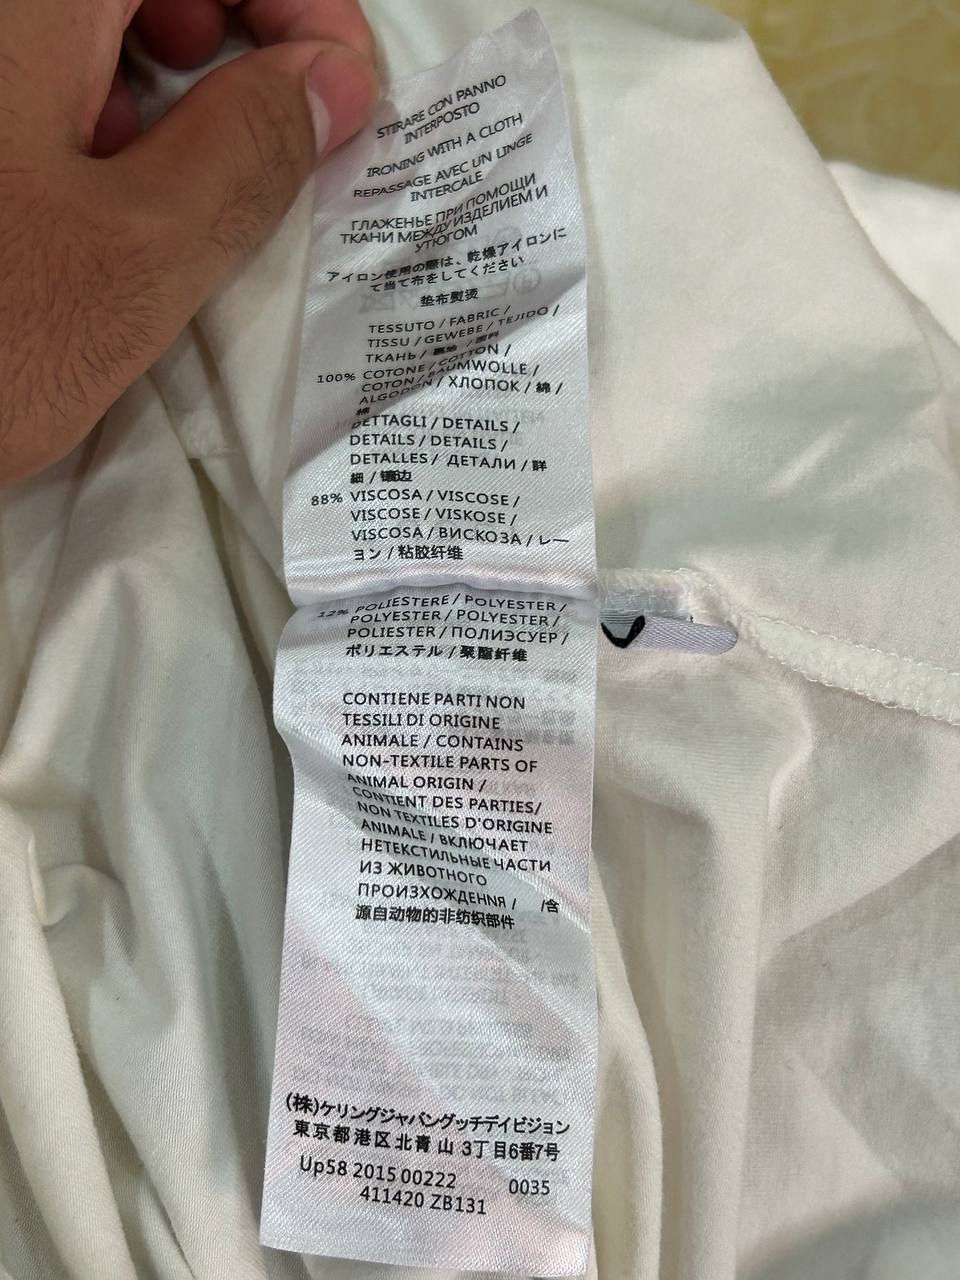 STIRARE CON PANNO
INTERPOSTO
IRONING WITH A CLOTH
REPASSAGE AVEC UN LINGE
INTERCALE
ГЛАЖЕНЬЕ ПРИ ПОМОЩИ
ТКАНИ МЕЖДУ ИЗДЕЛИЕМ И
УТЮГОМ
アイロン使用の際は、乾燥アイロンに
て当て布をしてください
垫布熨烫
TESSUTO / FABRIC /
TISSU / GEWEBE / TEJIDO /
ТКАНЬ / 裏地 / 面料
100% COTONE / COTTON /
COTON / BAUMWOLLE /
ALGODON / ХЛОПОК / 綿 /
棉
DETTAGLI / DETAILS /
DETAILS / DETAILS /
DETALLES / ДЕТАЛИ / 詳
細 / 镶边
88% VISCOSA / VISCOSE /
VISCOSE / VISKOSE /
VISCOSA / ВИСКОЗА / レー
ヨン / 粘胶纤维
12% POLIESTERE / POLYESTER /
POLYESTER / POLYESTER /
POLIESTER / ПОЛИЭСУЕР /
ポリエステル / 聚酯纤维
CONTIENE PARTI NON
TESSILI DI ORIGINE
ANIMALE / CONTAINS
NON-TEXTILE PARTS OF
ANIMAL ORIGIN /
CONTIENT DES PARTIES/
NON TEXTILES D'ORIGINE
ANIMALE / ВКЛЮЧАЕТ
НЕТЕКСТИЛЬНЫЕ ЧАСТИ
ИЗ ЖИВОТНОГО
ПРОИЗХОЖДЕННЯ / /含
源自动物的非纺织部件
(株)ケリングジャパングッチデイビジョン
東京都港区北青山 3丁目6番7号
Up58 2015 00222 0035
411420 ZB131